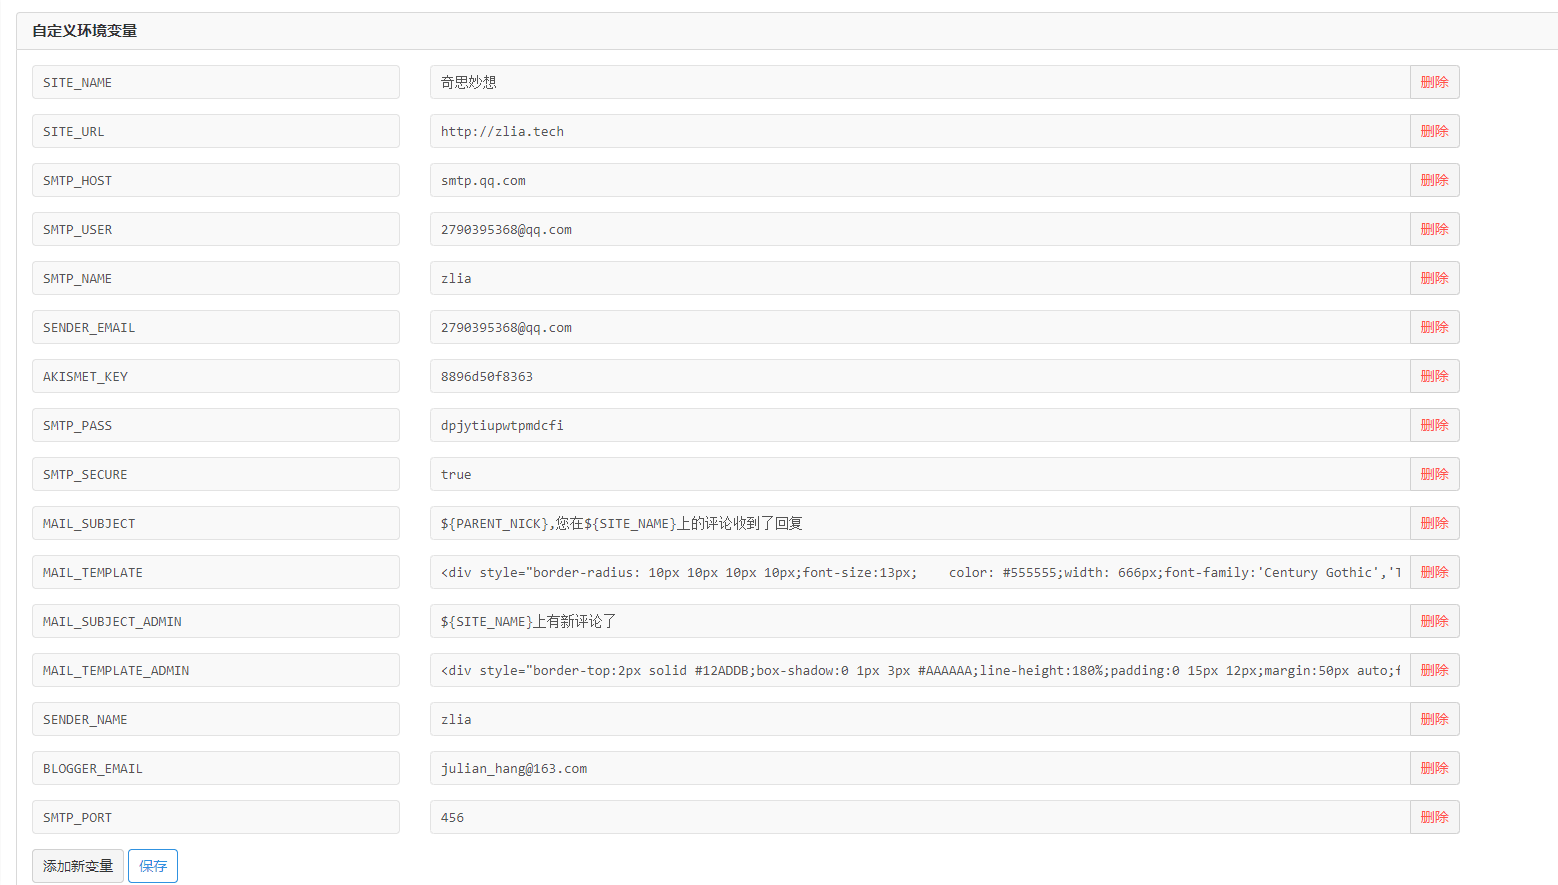 自定义环境变量
SITE_NAME 奇思妙想 删除
SITE_URL http://zlia.tech 删除
SMTP_HOST smtp.qq.com 删除
SMTP_USER 2790395368@qq.com 删除
SMTP_NAME zlia 删除
SENDER_EMAIL 2790395368@qq.com 删除
AKISMET_KEY 8896d50f8363 删除
SMTP_PASS dpjytiupwtpmdcfi 删除
SMTP_SECURE true 删除
MAIL_SUBJECT ${PARENT_NICK},您在${SITE_NAME}上的评论收到了回复 删除
MAIL_TEMPLATE <div style="border-radius: 10px 10px 10px 10px;font-size:13px;    color: #555555;width: 666px;font-family:'Century Gothic','T 删除
MAIL_SUBJECT_ADMIN ${SITE_NAME}上有新评论了 删除
MAIL_TEMPLATE_ADMIN <div style="border-top:2px solid #12ADDB;box-shadow:0 1px 3px #AAAAAA;line-height:180%;padding:0 15px 12px;margin:50px auto;f 删除
SENDER_NAME zlia 删除
BLOGGER_EMAIL julian_hang@163.com 删除
SMTP_PORT 456 删除
添加新变量 保存